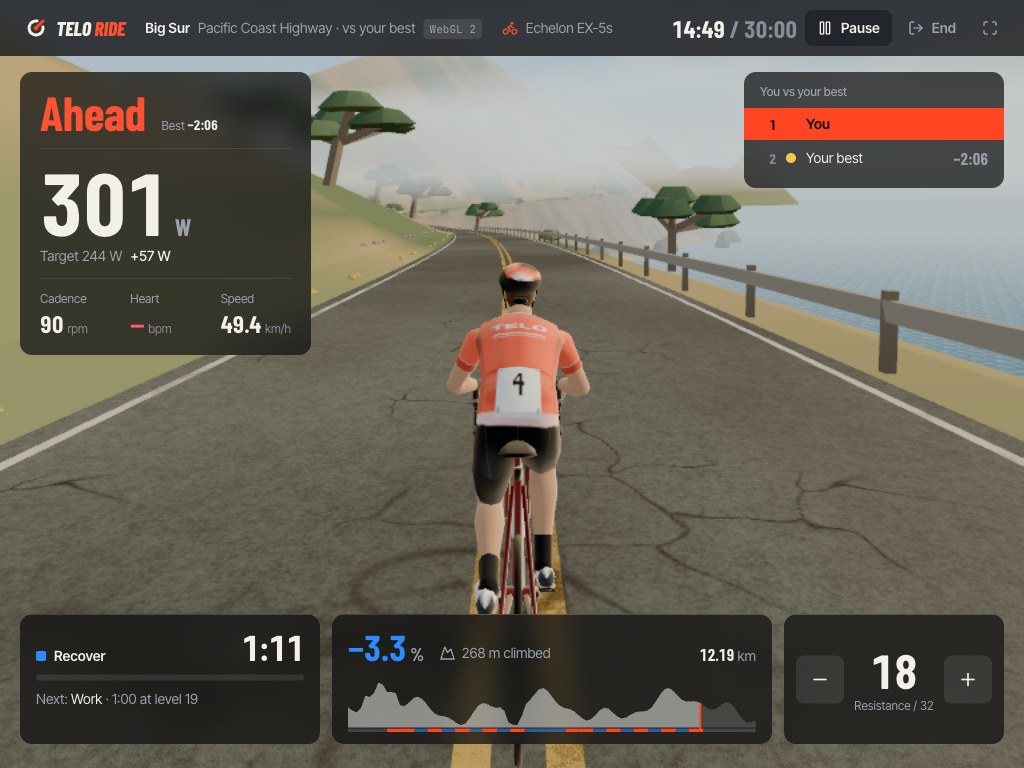 TELO RIDE
Big Sur Pacific Coast Highway · vs your best WebGL 2 Echelon EX-5s 14:49 / 30:00 Pause End
Ahead Best −2:06
301 W
Target 244 W +57 W
Cadence Heart Speed
90 rpm – bpm 49.4 km/h
You vs your best
1 You
2 Your best −2:06
TELO
4
Recover 1:11
Next: Work · 1:00 at level 19
−3.3 % 268 m climbed 12.19 km
− 18 +
Resistance / 32